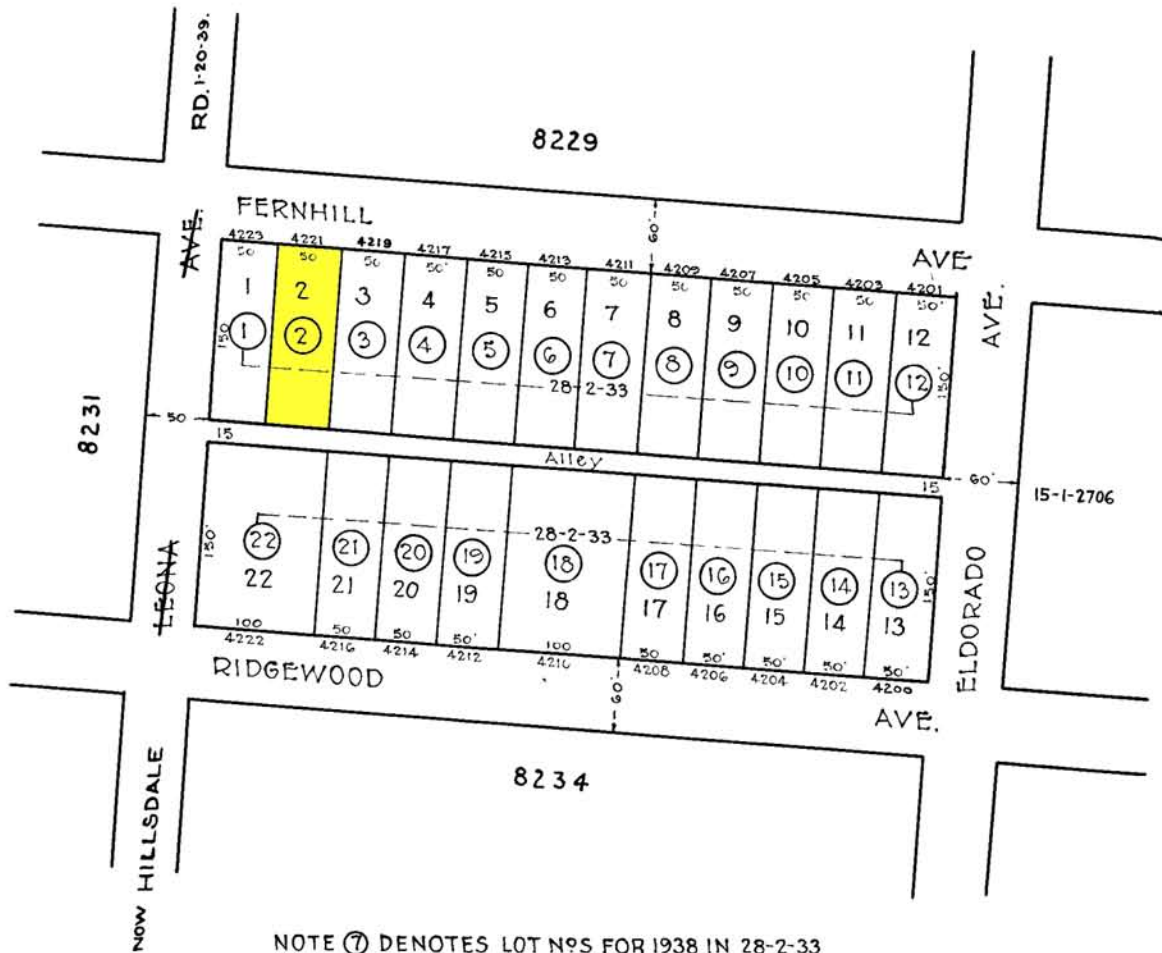 RD. 1-20-39.
8229
AVE.
FERNHILL
AVE
4223 4221 4219 4217 4215 4213 4211 4209 4207 4205 4203 4201
50 50 50 50' 50 50 50 50 50 50 50 50'
60'
1 2 3 4 5 6 7 8 9 10 11 12
150
1 2 3 4 5 6 7 8 9 10 11 12
150'
28-2-33
AVE.
8231
50
15
Alley
15
60'
15-1-2706
150'
28-2-33
22 21 20 19 18 17 16 15 14 13
22 21 20 19 18 17 16 15 14 13
150'
LEONA
ELDORADO
100 50 50 50' 100 50 50' 50' 50' 50'
4222 4216 4214 4212 4210 4208 4206 4204 4202 4200
RIDGEWOOD
60'
AVE.
8234
NOW HILLSDALE
NOTE 7 DENOTES LOT NOS FOR 1938 IN 28-2-33